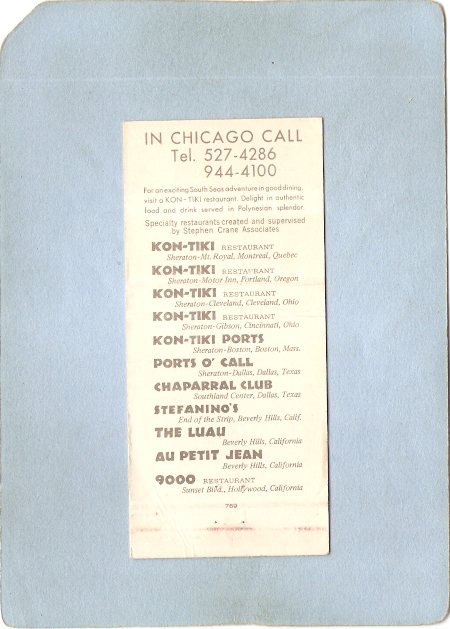 IN CHICAGO CALL
Tel. 527-4286
944-4100
For an exciting South Seas adventure in good dining,
visit a KON-TIKI restaurant. Delight in authentic
food and drink served in Polynesian splendor.
Specialty restaurants created and supervised
by Stephen Crane Associates
KON-TIKI RESTAURANT
Sheraton-Mt. Royal, Montreal, Quebec
KON-TIKI RESTAURANT
Sheraton-Motor Inn, Portland, Oregon
KON-TIKI RESTAURANT
Sheraton-Cleveland, Cleveland, Ohio
KON-TIKI RESTAURANT
Sheraton-Gibson, Cincinnati, Ohio
KON-TIKI PORTS
Sheraton-Boston, Boston, Mass.
PORTS O' CALL
Sheraton-Dallas, Dallas, Texas
CHAPARRAL CLUB
Southland Center, Dallas, Texas
STEFANINO'S
End of the Strip, Beverly Hills, Calif.
THE LUAU
Beverly Hills, California
AU PETIT JEAN
Beverly Hills, California
9000 RESTAURANT
Sunset Blvd., Hollywood, California
769